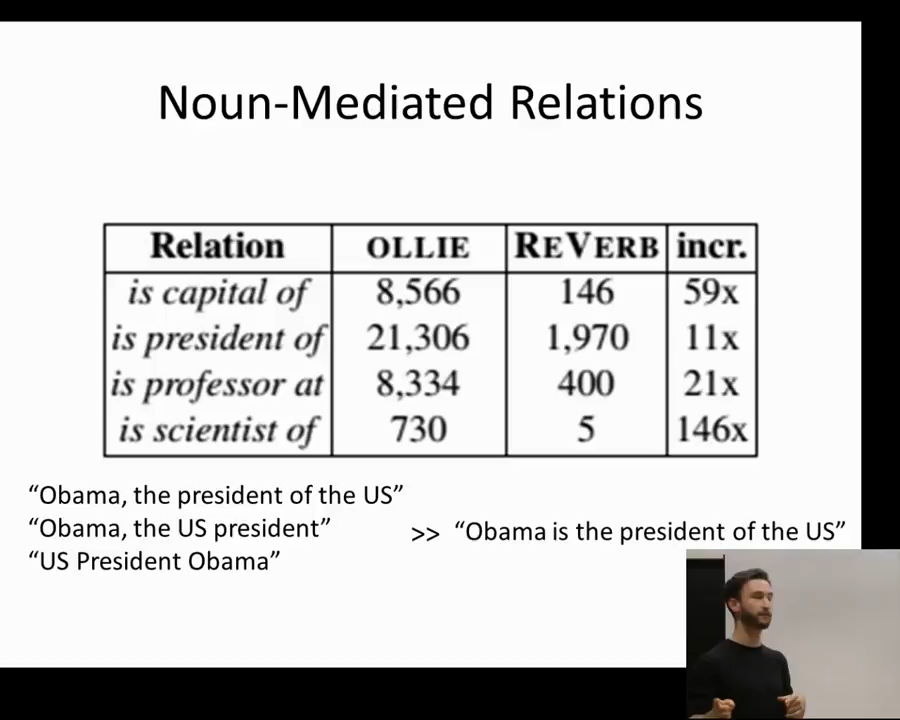 Noun-Mediated Relations
Relation OLLIE REVERB incr.
is capital of 8,566 146 59x
is president of 21,306 1,970 11x
is professor at 8,334 400 21x
is scientist of 730 5 146x
“Obama, the president of the US”
“Obama, the US president” >> “Obama is the president of the US”
“US President Obama”